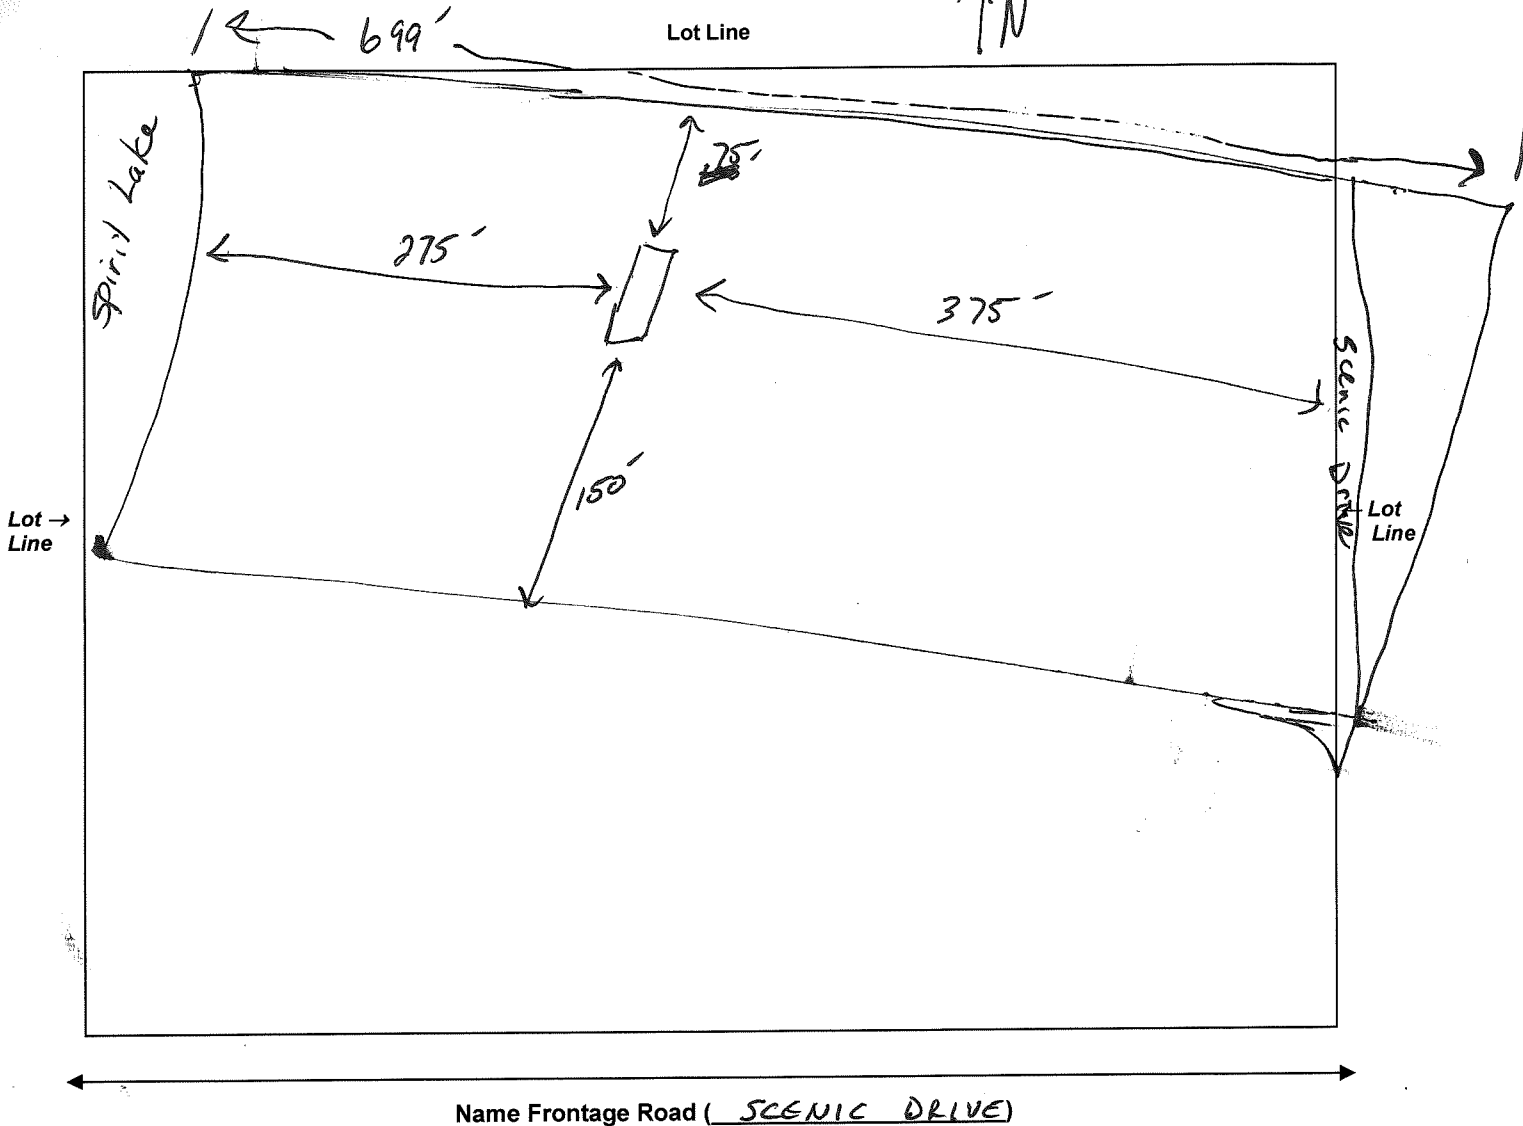 699'
Lot Line
N
Spirit Lake
75'
275'
375'
150'
Scenic Drive
Lot →
Line
Lot
Line
Name Frontage Road ( SCENIC DRIVE )